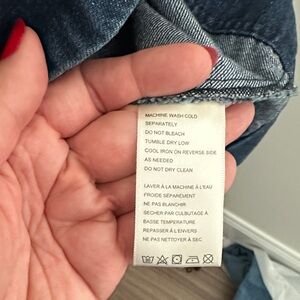 MACHINE WASH COLD
SEPARATELY
DO NOT BLEACH
TUMBLE DRY LOW
COOL IRON ON REVERSE SIDE
AS NEEDED
DO NOT DRY CLEAN
LAVER À LA MACHINE À L'EAU
FROIDE SÉPARÉMENT
NE PAS BLANCHIR
SÉCHER PAR CULBUTAGE À
BASSE TEMPÉRATURE
REPASSER À L'ENVERS
NE PAS NETTOYER À SEC